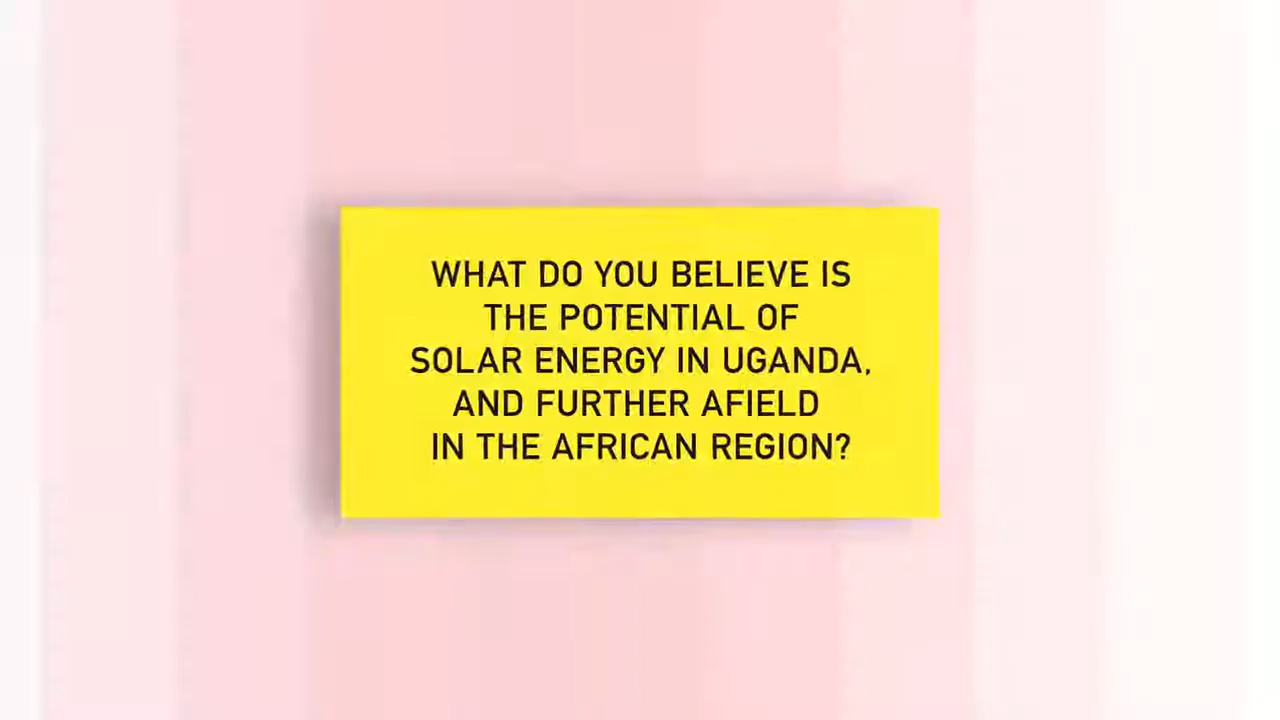 WHAT DO YOU BELIEVE IS
THE POTENTIAL OF
SOLAR ENERGY IN UGANDA,
AND FURTHER AFIELD
IN THE AFRICAN REGION?